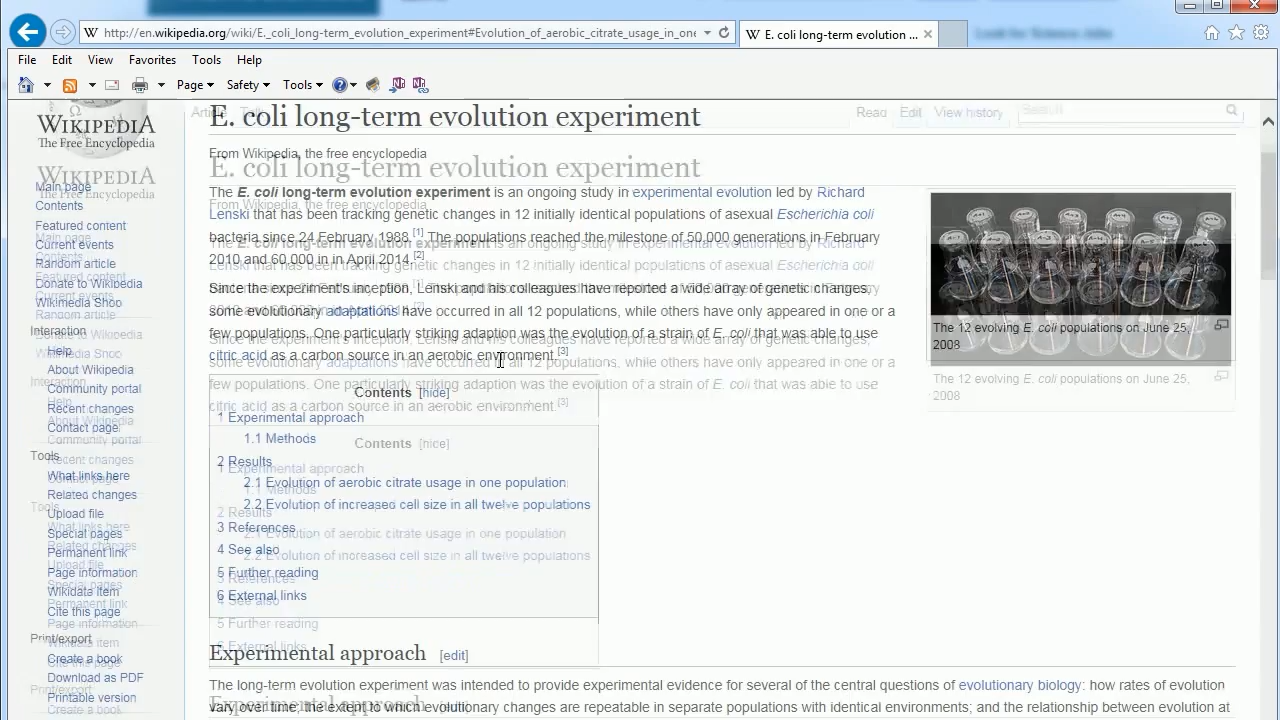 http://en.wikipedia.org/wiki/E._coli_long-term_evolution_experiment#Evolution_of_aerobic_citrate_usage_in_one
E. coli long-term evolution ...
Look for Science Jobs
File Edit View Favorites Tools Help
Page Safety Tools
WIKIPEDIA
The Free Encyclopedia
Article Talk
Read Edit View history
Search
Main page
Contents
Featured content
Current events
Random article
Donate to Wikipedia
Wikimedia Shop
Interaction
Help
About Wikipedia
Community portal
Recent changes
Contact page
Tools
What links here
Related changes
Upload file
Special pages
Permanent link
Page information
Wikidata item
Cite this page
Print/export
Create a book
Download as PDF
Printable version
E. coli long-term evolution experiment
From Wikipedia, the free encyclopedia
The E. coli long-term evolution experiment is an ongoing study in experimental evolution led by Richard
Lenski that has been tracking genetic changes in 12 initially identical populations of asexual Escherichia coli
bacteria since 24 February, 1988.[1] The populations reached the milestone of 50,000 generations in February
2010 and 60,000 in in April 2014.[2]
Since the experiment's inception, Lenski and his colleagues have reported a wide array of genetic changes;
some evolutionary adaptations have occurred in all 12 populations, while others have only appeared in one or a
few populations. One particularly striking adaption was the evolution of a strain of E. coli that was able to use
citric acid as a carbon source in an aerobic environment.[3]
The 12 evolving E. coli populations on June 25,
2008
Contents [hide]
1 Experimental approach
1.1 Methods
2 Results
2.1 Evolution of aerobic citrate usage in one population
2.2 Evolution of increased cell size in all twelve populations
3 References
4 See also
5 Further reading
6 External links
Experimental approach [edit]
The long-term evolution experiment was intended to provide experimental evidence for several of the central questions of evolutionary biology: how rates of evolution
vary over time; the extent to which evolutionary changes are repeatable in separate populations with identical environments; and the relationship between evolution at